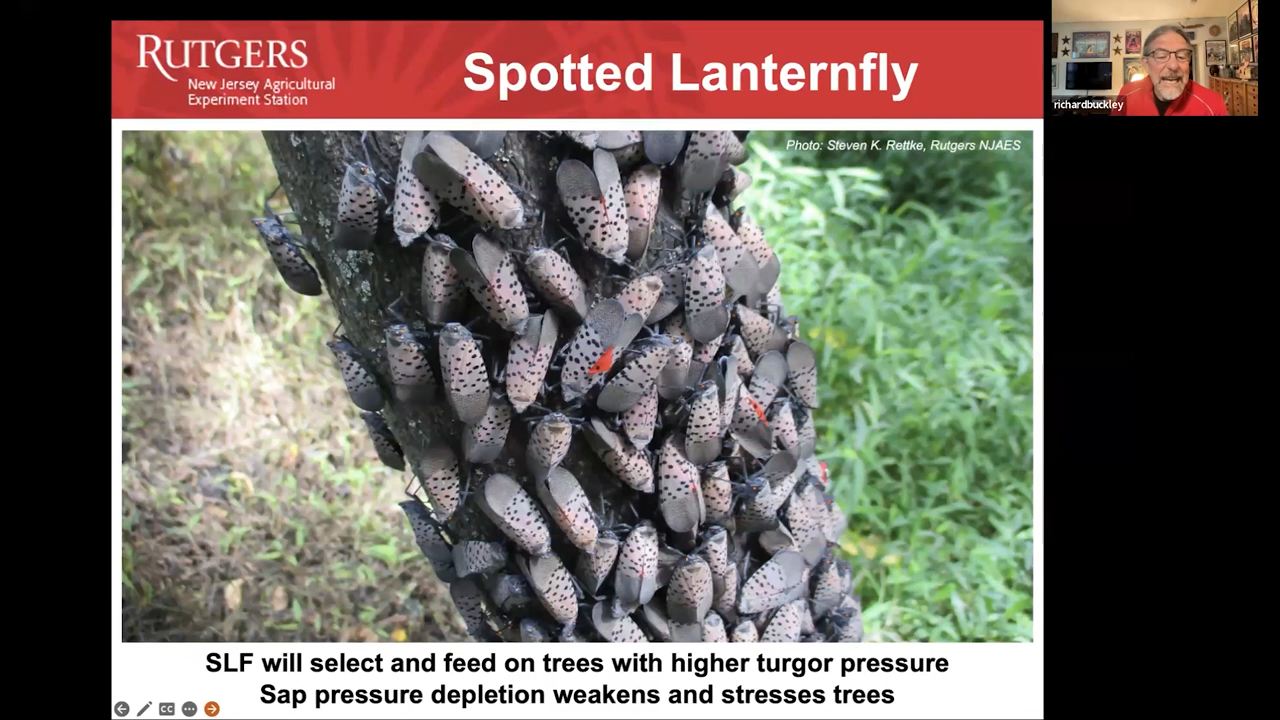 RUTGERS
New Jersey Agricultural
Experiment Station
Spotted Lanternfly
richardbuckley
Photo: Steven K. Rettke, Rutgers NJAES
SLF will select and feed on trees with higher turgor pressure
Sap pressure depletion weakens and stresses trees
CC